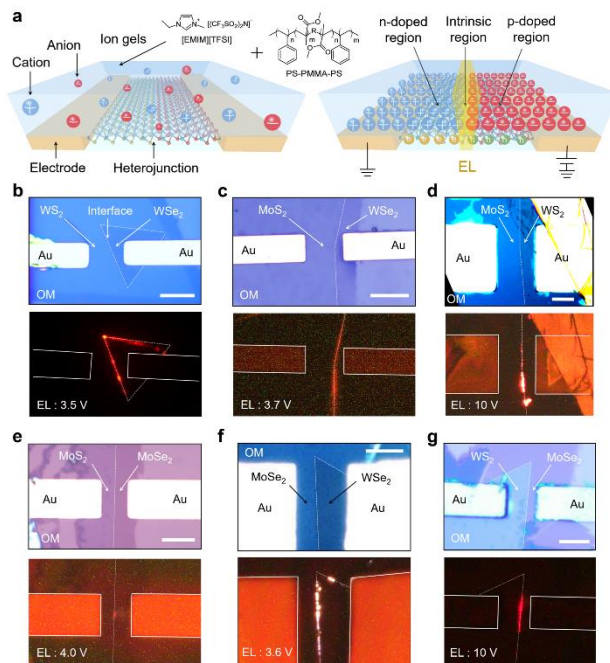 a
Ion gels
[EMIM][TFSI]
[(CF3SO2)2N]-
+
PS-PMMA-PS
Anion
Cation
Electrode
Heterojunction
n-doped region
Intrinsic region
p-doped region
EL
b
WS2
Interface
WSe2
Au
Au
OM
EL : 3.5 V
c
MoS2
WSe2
Au
Au
OM
EL : 3.7 V
d
MoS2
WS2
Au
Au
OM
EL : 10 V
e
MoS2
MoSe2
Au
Au
OM
EL : 4.0 V
f
OM
MoSe2
WSe2
Au
Au
EL : 3.6 V
g
WS2
MoSe2
Au
Au
OM
EL : 10 V